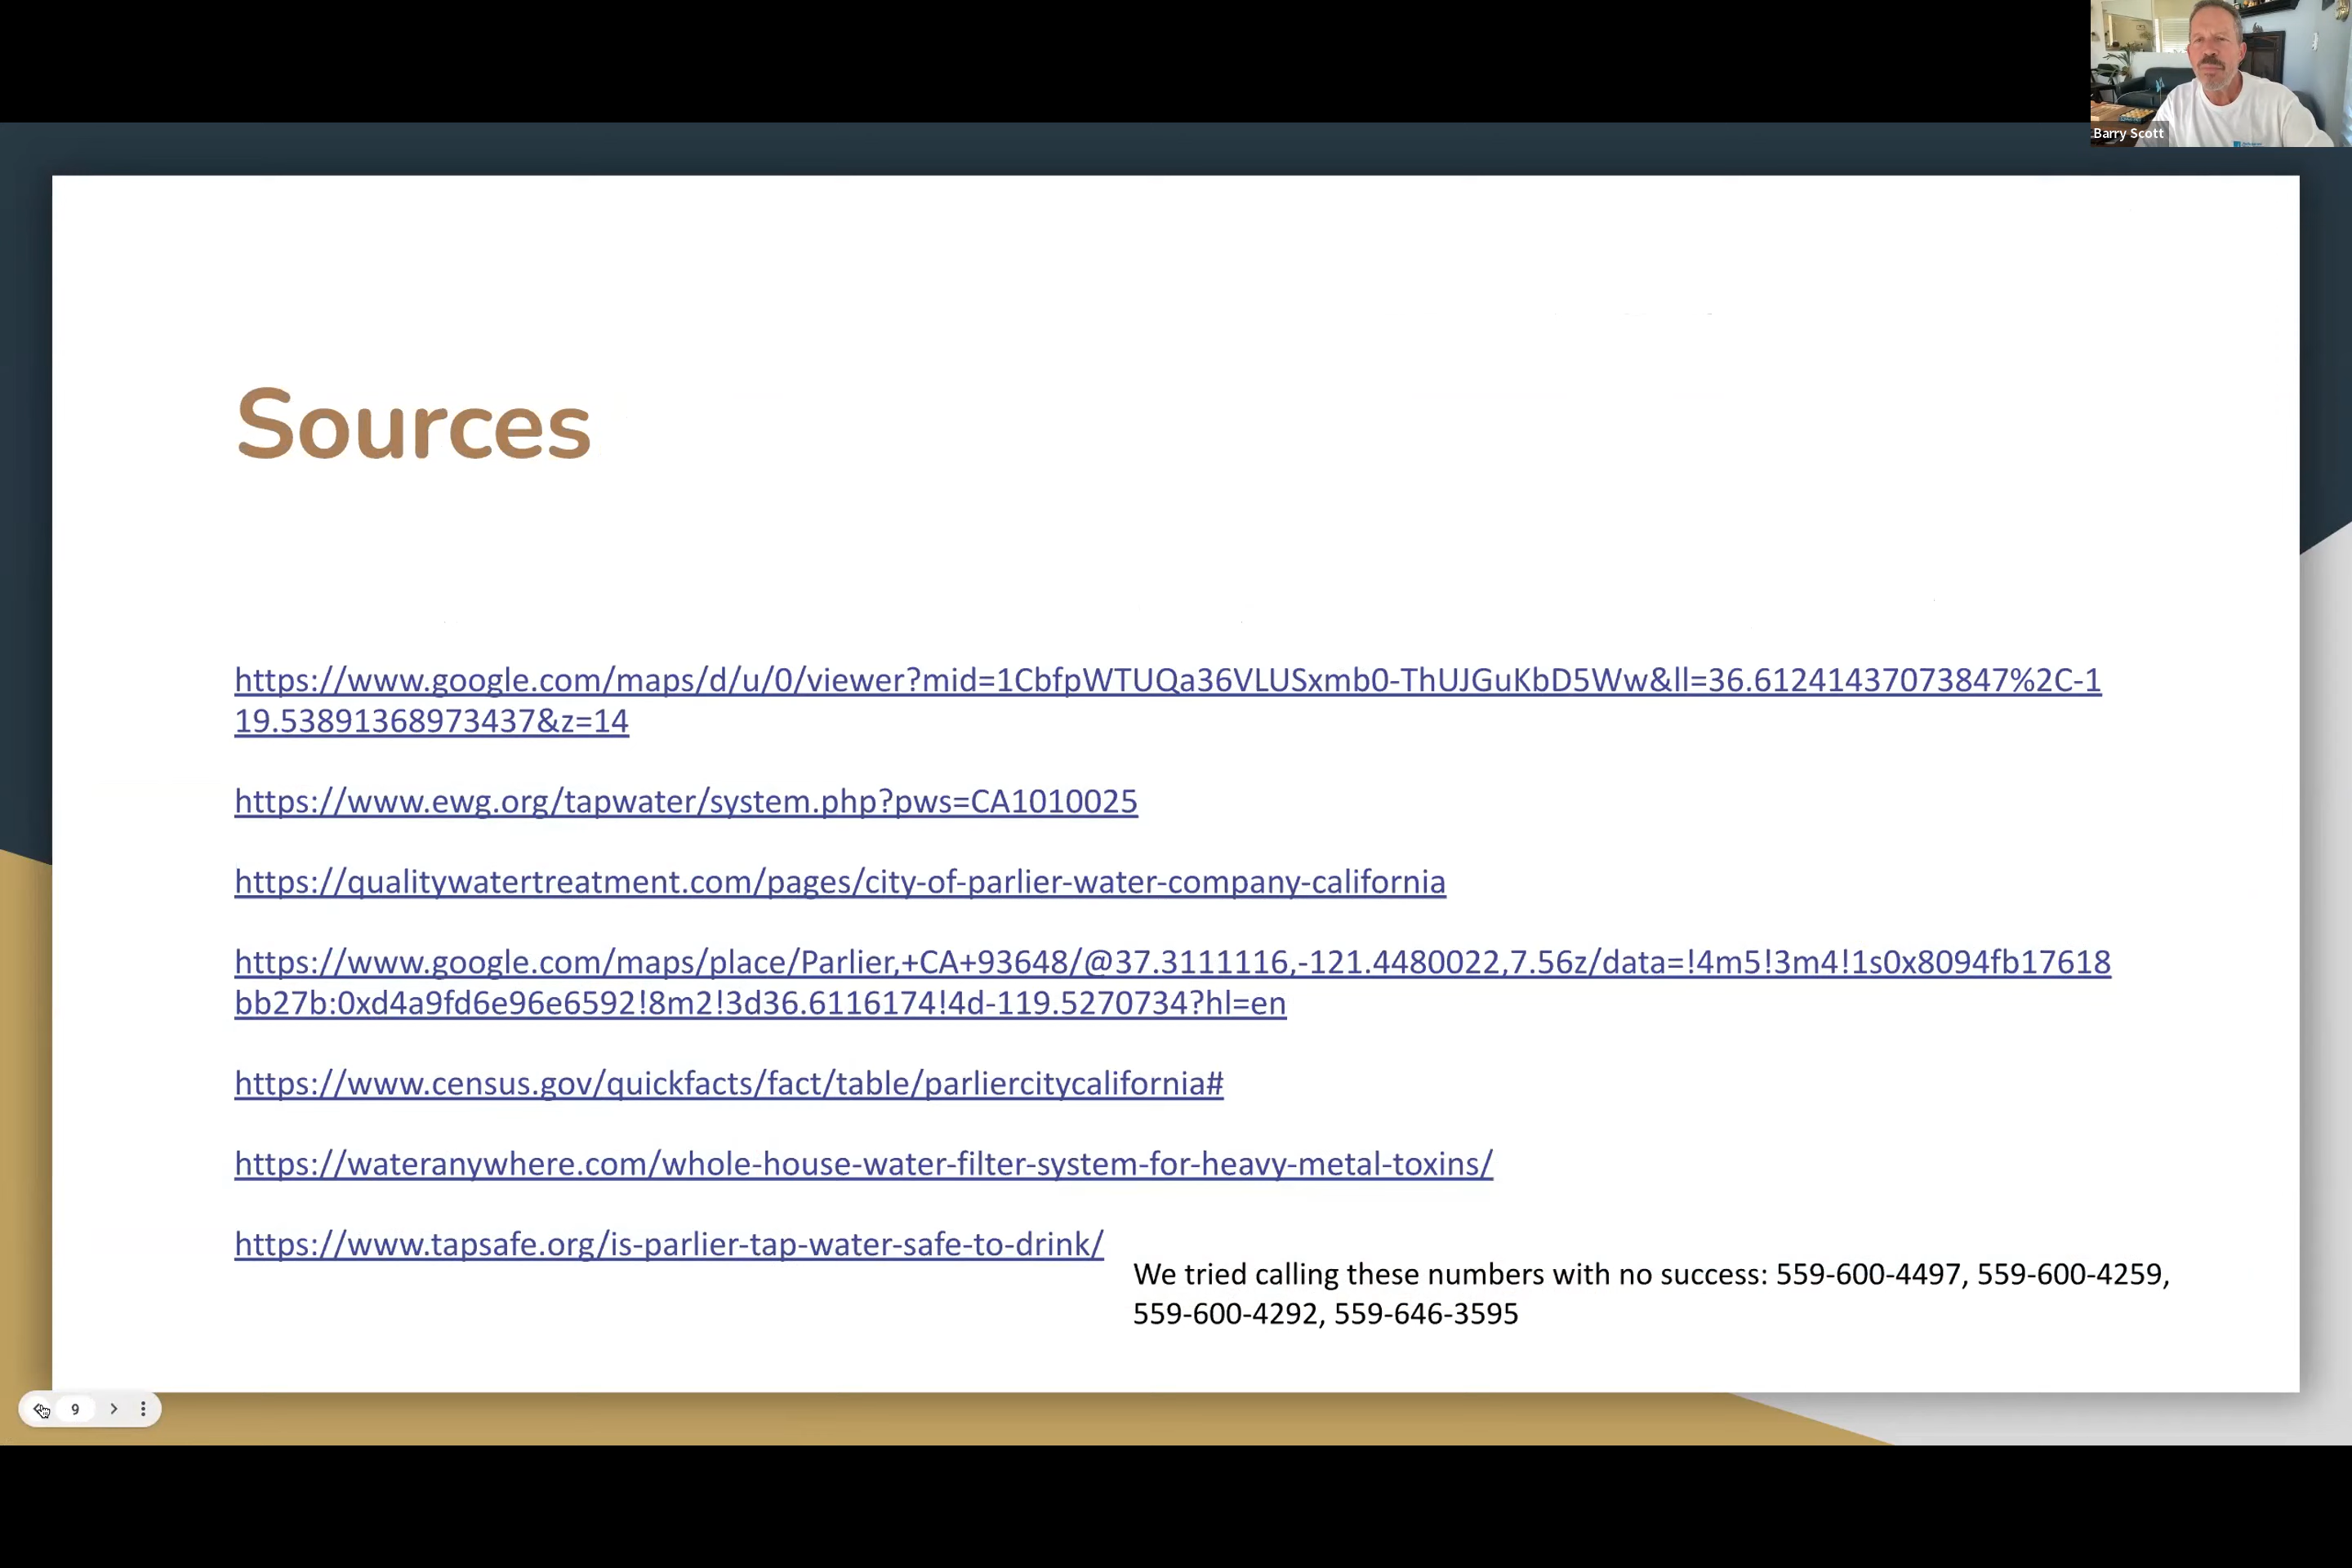 Barry Scott
Sources
https://www.google.com/maps/d/u/0/viewer?mid=1CbfpWTUQa36VLUSxmb0-ThUJGuKbD5Ww&ll=36.61241437073847%2C-1
19.53891368973437&z=14
https://www.ewg.org/tapwater/system.php?pws=CA1010025
https://qualitywatertreatment.com/pages/city-of-parlier-water-company-california
https://www.google.com/maps/place/Parlier,+CA+93648/@37.3111116,-121.4480022,7.56z/data=!4m5!3m4!1s0x8094fb17618
bb27b:0xd4a9fd6e96e6592!8m2!3d36.6116174!4d-119.5270734?hl=en
https://www.census.gov/quickfacts/fact/table/parliercitycalifornia#
https://wateranywhere.com/whole-house-water-filter-system-for-heavy-metal-toxins/
https://www.tapsafe.org/is-parlier-tap-water-safe-to-drink/
We tried calling these numbers with no success: 559-600-4497, 559-600-4259,
559-600-4292, 559-646-3595
9